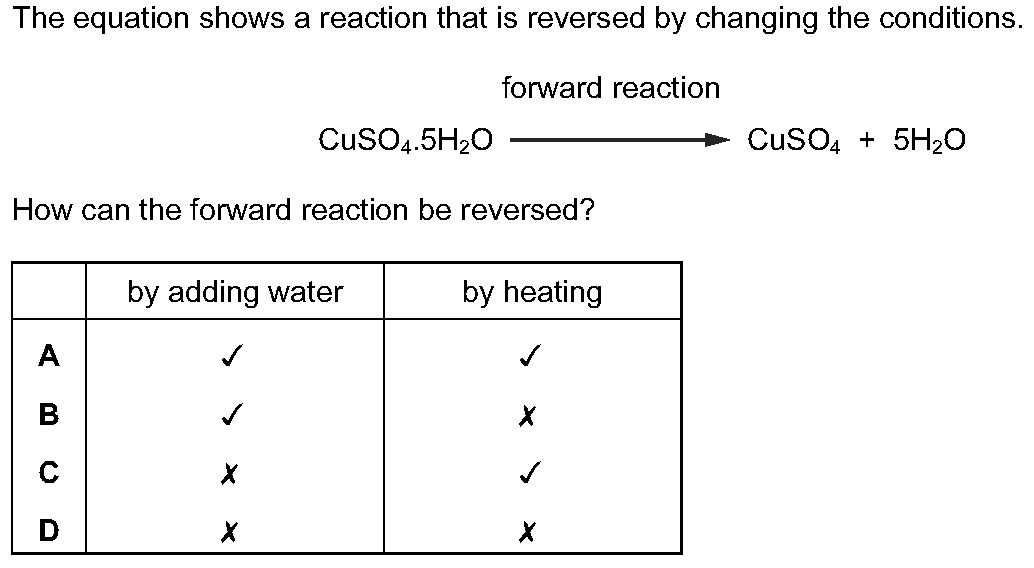 The equation shows a reaction that is reversed by changing the conditions.
forward reaction
CuSO₄.5H₂O ⟶ CuSO₄ + 5H₂O
How can the forward reaction be reversed?
by adding water by heating
A ✓ ✓
B ✓ ✗
C ✗ ✓
D ✗ ✗